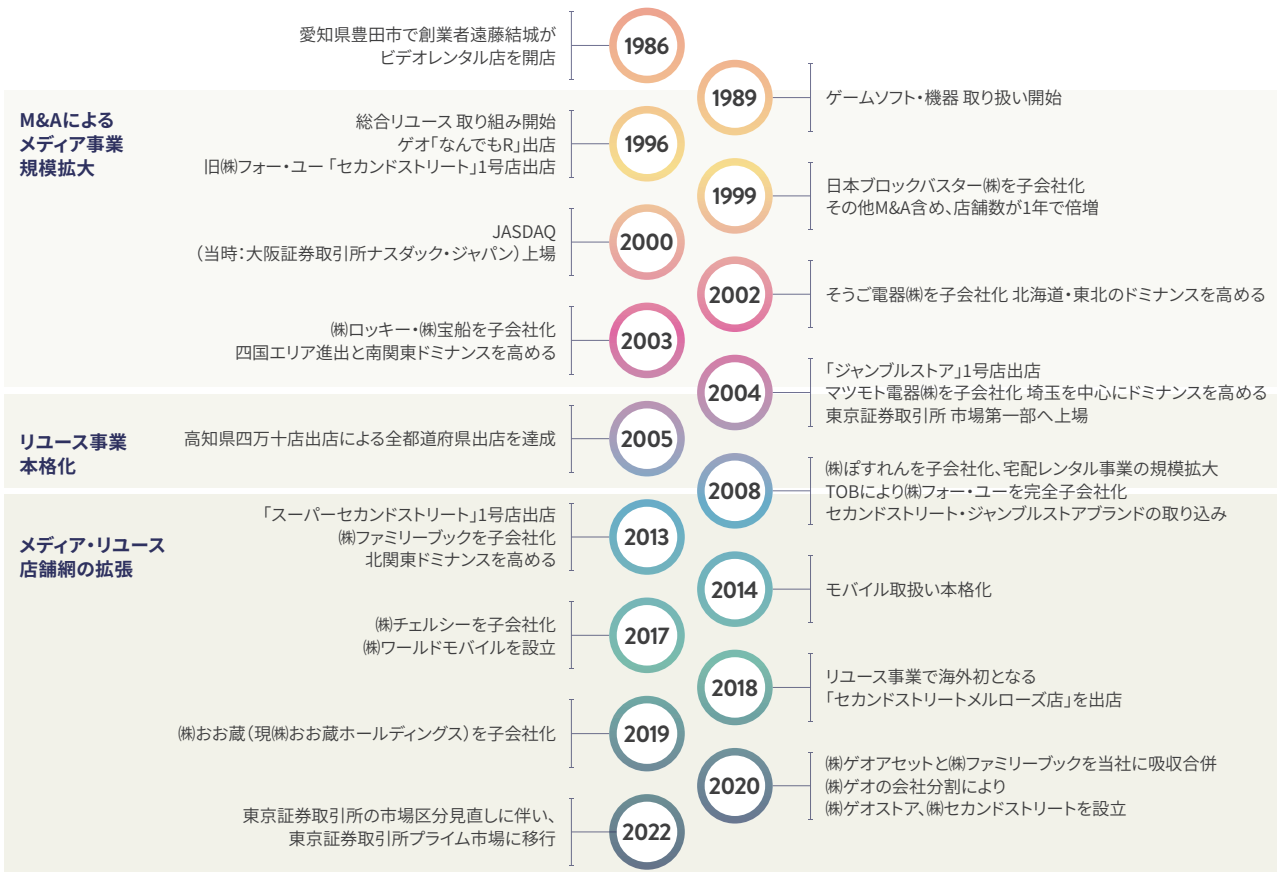 愛知県豊田市で創業者遠藤結城が
ビデオレンタル店を開店
1986
1989
ゲームソフト・機器 取り扱い開始
M&Aによる
メディア事業
規模拡大
総合リユース 取り組み開始
ゲオ「なんでもR」出店
旧㈱フォー・ユー「セカンドストリート」1号店出店
1996
1999
日本ブロックバスター㈱を子会社化
その他M&A含め、店舗数が1年で倍増
JASDAQ
（当時：大阪証券取引所ナスダック・ジャパン）上場
2000
2002
そうご電器㈱を子会社化 北海道・東北のドミナンスを高める
㈱ロッキー・㈱宝船を子会社化
四国エリア進出と南関東ドミナンスを高める
2003
2004
「ジャンブルストア」1号店出店
マツモト電器㈱を子会社化 埼玉を中心にドミナンスを高める
東京証券取引所 市場第一部へ上場
リユース事業
本格化
高知県四万十店出店による全都道府県出店を達成
2005
2008
㈱ぽすれんを子会社化、宅配レンタル事業の規模拡大
TOBにより㈱フォー・ユーを完全子会社化
セカンドストリート・ジャンブルストアブランドの取り込み
メディア・リユース
店舗網の拡張
「スーパーセカンドストリート」1号店出店
㈱ファミリーブックを子会社化
北関東ドミナンスを高める
2013
2014
モバイル取扱い本格化
㈱チェルシーを子会社化
㈱ワールドモバイルを設立
2017
2018
リユース事業で海外初となる
「セカンドストリートメルローズ店」を出店
㈱おお蔵（現㈱おお蔵ホールディングス）を子会社化
2019
2020
㈱ゲオアセットと㈱ファミリーブックを当社に吸収合併
㈱ゲオの会社分割により
㈱ゲオストア、㈱セカンドストリートを設立
東京証券取引所の市場区分見直しに伴い、
東京証券取引所プライム市場に移行
2022